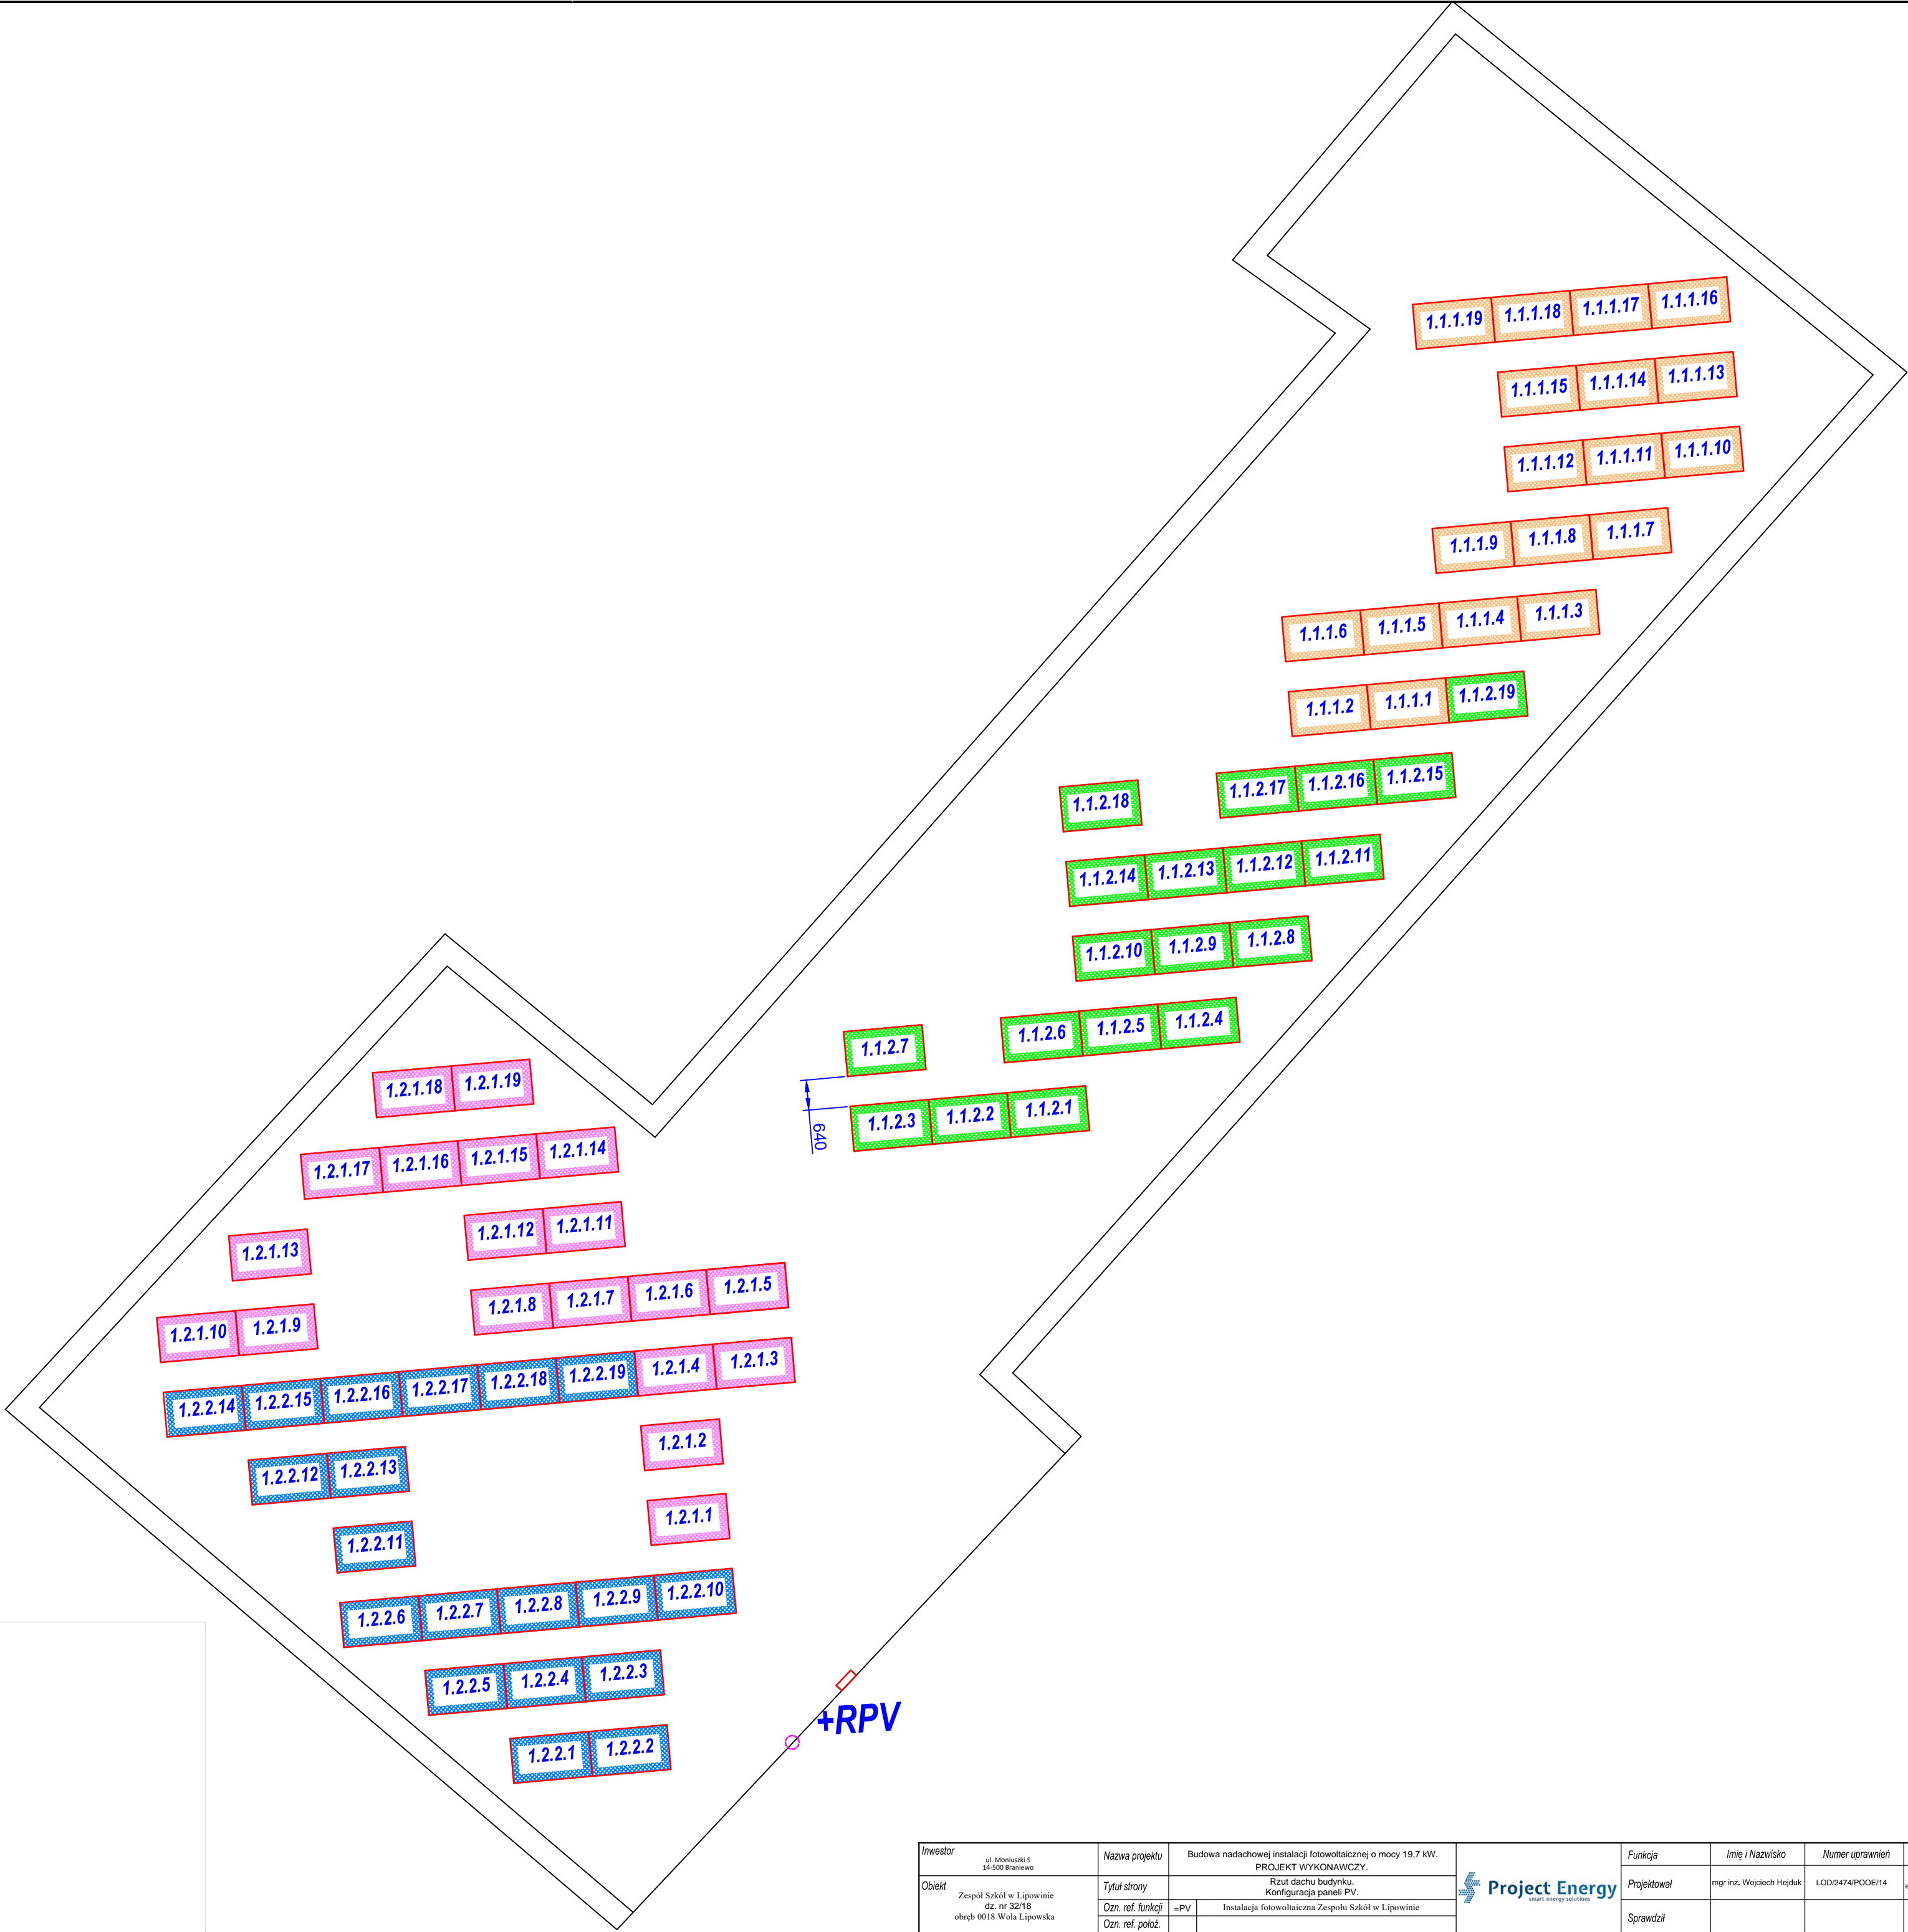 1.1.1.19 1.1.1.18 1.1.1.17 1.1.1.16
1.1.1.15 1.1.1.14 1.1.1.13
1.1.1.12 1.1.1.11 1.1.1.10
1.1.1.9 1.1.1.8 1.1.1.7
1.1.1.6 1.1.1.5 1.1.1.4 1.1.1.3
1.1.1.2 1.1.1.1 1.1.2.19
1.1.2.18 1.1.2.17 1.1.2.16 1.1.2.15
1.1.2.14 1.1.2.13 1.1.2.12 1.1.2.11
1.1.2.10 1.1.2.9 1.1.2.8
1.1.2.7 1.1.2.6 1.1.2.5 1.1.2.4
1.1.2.3 1.1.2.2 1.1.2.1
640
1.2.1.18 1.2.1.19
1.2.1.17 1.2.1.16 1.2.1.15 1.2.1.14
1.2.1.13 1.2.1.12 1.2.1.11
1.2.1.10 1.2.1.9 1.2.1.8 1.2.1.7 1.2.1.6 1.2.1.5
1.2.2.14 1.2.2.15 1.2.2.16 1.2.2.17 1.2.2.18 1.2.2.19 1.2.1.4 1.2.1.3
1.2.2.12 1.2.2.13 1.2.1.2
1.2.2.11 1.2.1.1
1.2.2.6 1.2.2.7 1.2.2.8 1.2.2.9 1.2.2.10
1.2.2.5 1.2.2.4 1.2.2.3
1.2.2.1 1.2.2.2
+RPV
Inwestor
ul. Moniuszki 5
14-500 Braniewo
Obiekt
Zespół Szkół w Lipowinie
dz. nr 32/18
obręb 0018 Wola Lipowska
Nazwa projektu
Budowa nadachowej instalacji fotowoltaicznej o mocy 19,7 kW.
PROJEKT WYKONAWCZY.
Tytuł strony
Rzut dachu budynku.
Konfiguracja paneli PV.
Ozn. ref. funkcji =PV Instalacja fotowoltaiczna Zespołu Szkół w Lipowinie
Ozn. ref. położ.
Project Energy
smart energy solutions
Funkcja Imię i Nazwisko Numer uprawnień
Projektował mgr inż. Wojciech Hejduk LOD/2474/POOE/14
Sprawdził